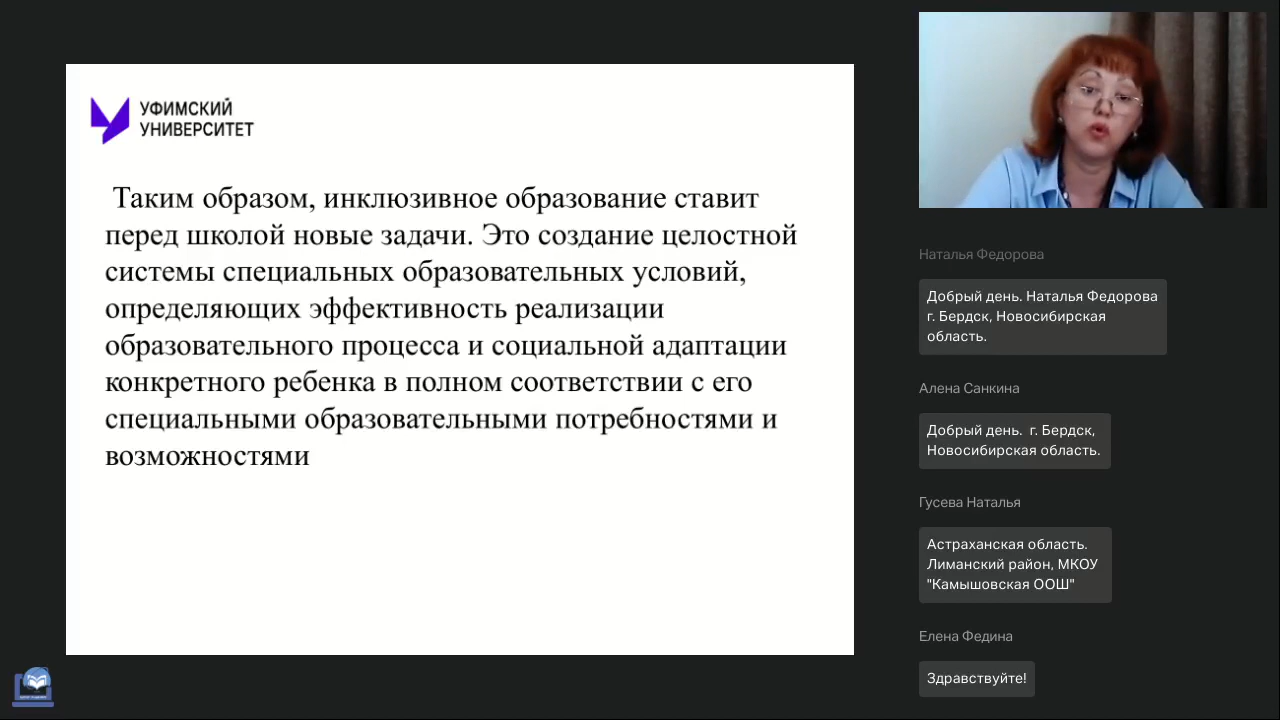 УФИМСКИЙ
УНИВЕРСИТЕТ
Таким образом, инклюзивное образование ставит
перед школой новые задачи. Это создание целостной
системы специальных образовательных условий,
определяющих эффективность реализации
образовательного процесса и социальной адаптации
конкретного ребенка в полном соответствии с его
специальными образовательными потребностями и
возможностями
Наталья Федорова
Добрый день. Наталья Федорова
г. Бердск, Новосибирская
область.
Алена Санкина
Добрый день.  г. Бердск,
Новосибирская область.
Гусева Наталья
Астраханская область.
Лиманский район, МКОУ
"Камышовская ООШ"
Елена Федина
Здравствуйте!